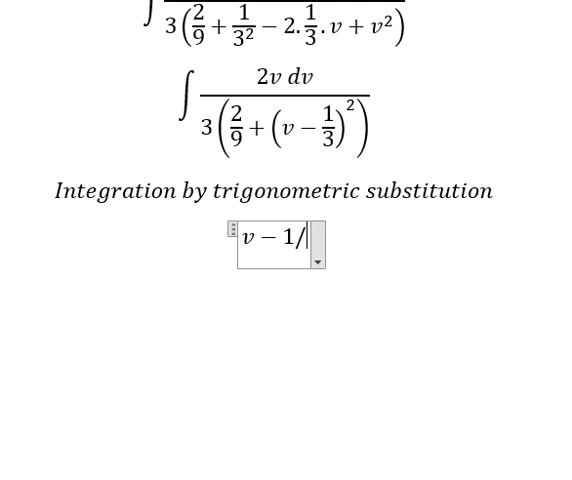 ∫ 3(2/9 + 1/3² − 2.1/3.v + v²)
∫ 2v dv / 3(2/9 + (v − 1/3)²)
Integration by trigonometric substitution
v − 1/